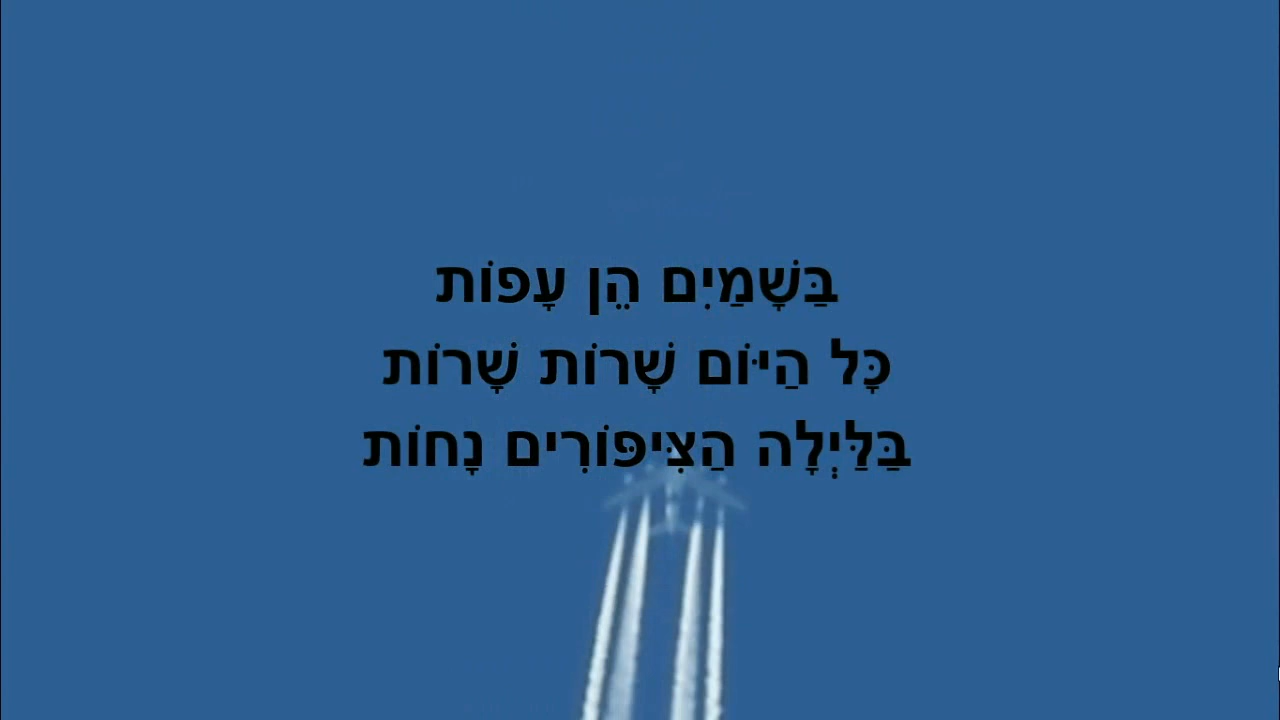 בַּשָּׁמַיִם הֵן עָפוֹת
כָּל הַיּוֹם שָׁרוֹת שָׁרוֹת
בַּלַּיְלָה הַצִּיפּוֹרִים נָחוֹת